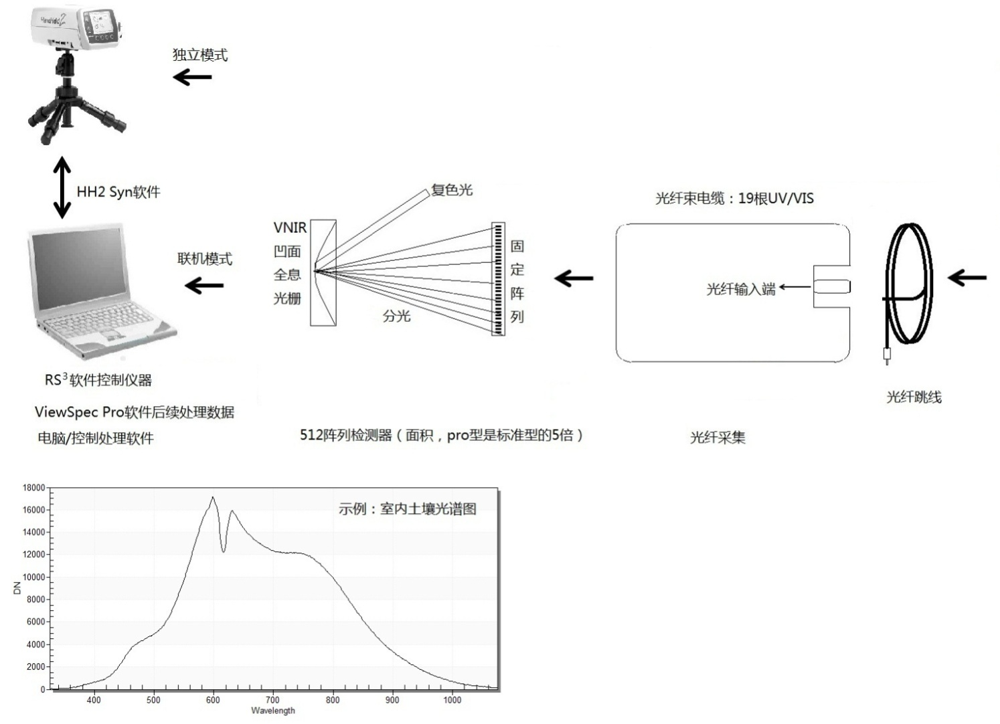 HandHeld 2
独立模式
HH2 Syn软件
联机模式
RS3软件控制仪器
ViewSpec Pro软件后续处理数据
电脑/控制处理软件
复色光
VNIR
凹面
全息
光栅
分光
固
定
阵
列
512阵列检测器（面积，pro型是标准型的5倍）
光纤束电缆：19根UV/VIS
光纤输入端
光纤采集
光纤跳线
示例：室内土壤光谱图
18000
16000
14000
12000
10000
8000
6000
4000
2000
0
DN
400 500 600 700 800 900 1000
Wavelength